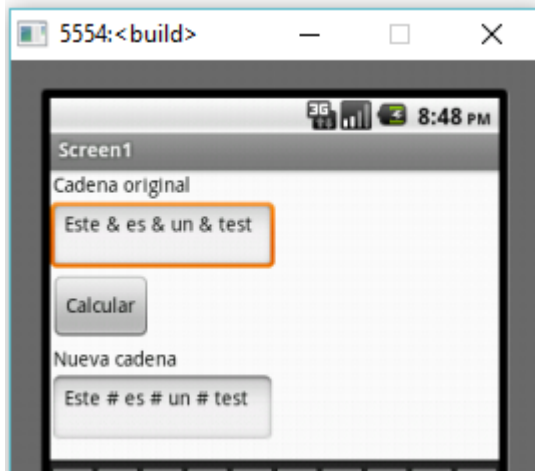 5554:<build>
3G 8:48 PM
Screen1
Cadena original
Este & es & un & test
Calcular
Nueva cadena
Este # es # un # test